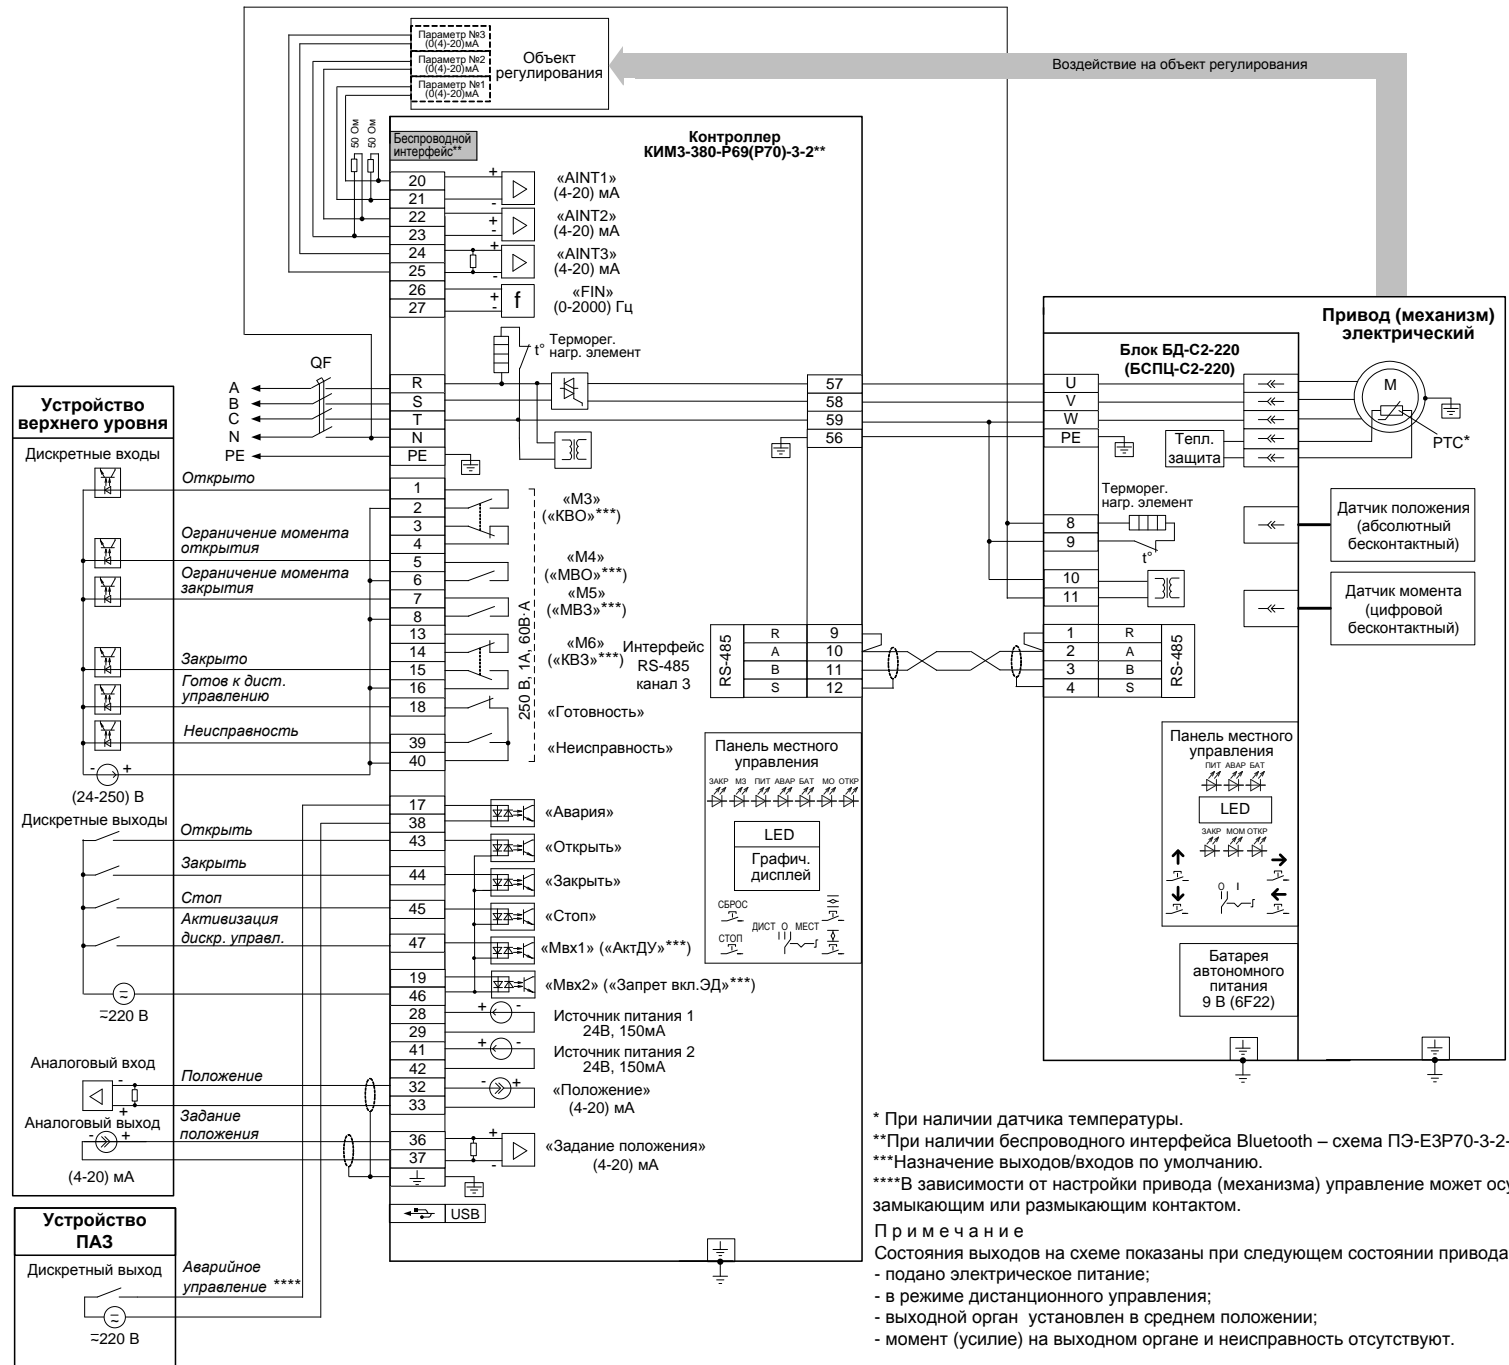 Параметр №3
(0(4)-20)мА
Параметр №2
(0(4)-20)мА
Параметр №1
(0(4)-20)мА
Объект
регулирования
Воздействие на объект регулирования
50 Ом
50 Ом
Беспроводной
интерфейс**
Контроллер
КИМ3-380-Р69(Р70)-3-2**
20
21
22
23
24
25
26
27
+
-
«AINT1»
(4-20) мА
+
-
«AINT2»
(4-20) мА
+
-
«AINT3»
(4-20) мА
+
-
f
«FIN»
(0-2000) Гц
t°
Терморег.
нагр. элемент
QF
A
B
C
N
PE
R
S
T
N
PE
57
58
59
56
Устройство
верхнего уровня
Дискретные входы
Открыто
Ограничение момента
открытия
Ограничение момента
закрытия
Закрыто
Готов к дист.
управлению
Неисправность
- +
(24-250) В
1
2
3
4
5
6
7
8
13
14
15
16
18
39
40
«М3»
(«КВО»***)
«М4»
(«МВО»***)
«М5»
(«МВЗ»***)
«М6»
(«КВЗ»***)
«Готовность»
«Неисправность»
250 В, 1А, 60В·А
Интерфейс
RS-485
канал 3
RS-485
R 9
A 10
B 11
S 12
Дискретные выходы
Открыть
Закрыть
Стоп
Активизация
дискр. управл.
≂220 В
17
38
43
44
45
47
19
46
28
29
41
42
32
33
36
37
«Авария»
«Открыть»
«Закрыть»
«Стоп»
«Мвх1» («АктДУ»***)
«Мвх2» («Запрет вкл.ЭД»***)
+ -
Источник питания 1
24В, 150мА
+ -
Источник питания 2
24В, 150мА
- +
«Положение»
(4-20) мА
+
-
«Задание положения»
(4-20) мА
USB
Аналоговый вход
-
+
Положение
Аналоговый выход
- +
Задание
положения
(4-20) мА
Устройство
ПАЗ
Дискретный выход
Аварийное
управление ****
≂220 В
Панель местного
управления
ЗАКР МЗ ПИТ АВАР БАТ МО ОТКР
LED
Графич.
дисплей
СБРОС
СТОП
ДИСТ О МЕСТ
Привод (механизм)
электрический
Блок БД-С2-220
(БСПЦ-С2-220)
U
V
W
PE
Тепл.
защита
М
PTC*
Терморег.
нагр. элемент
t°
8
9
10
11
1 R
2 A
3 B
4 S
RS-485
Датчик положения
(абсолютный
бесконтактный)
Датчик момента
(цифровой
бесконтактный)
Панель местного
управления
ПИТ АВАР БАТ
LED
ЗАКР МОМ ОТКР
О I
Батарея
автономного
питания
9 В (6F22)
* При наличии датчика температуры.
**При наличии беспроводного интерфейса Bluetooth – схема ПЭ-Е3Р70-3-2-
***Назначение выходов/входов по умолчанию.
****В зависимости от настройки привода (механизма) управление может осу
замыкающим или размыкающим контактом.
Примечание
Состояния выходов на схеме показаны при следующем состоянии привода
- подано электрическое питание;
- в режиме дистанционного управления;
- выходной орган установлен в среднем положении;
- момент (усилие) на выходном органе и неисправность отсутствуют.